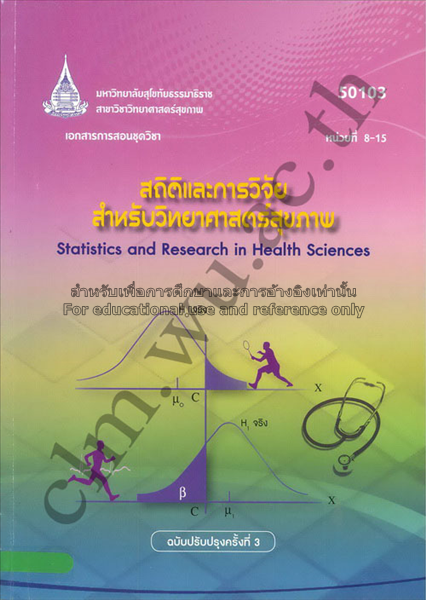 มหาวิทยาลัยสุโขทัยธรรมาธิราช
สาขาวิชาวิทยาศาสตร์สุขภาพ
เอกสารการสอนชุดวิชา
50103
หน่วยที่ 8-15
สถิติและการวิจัย
สำหรับวิทยาศาสตร์สุขภาพ
Statistics and Research in Health Sciences
สำหรับเพื่อการศึกษาและการอ้างอิงเท่านั้น
For educational use and reference only
จริง
μₒ
C
X
H₁ จริง
β
C
μ₁
X
ฉบับปรับปรุงครั้งที่ 3
clm.wu.ac.th